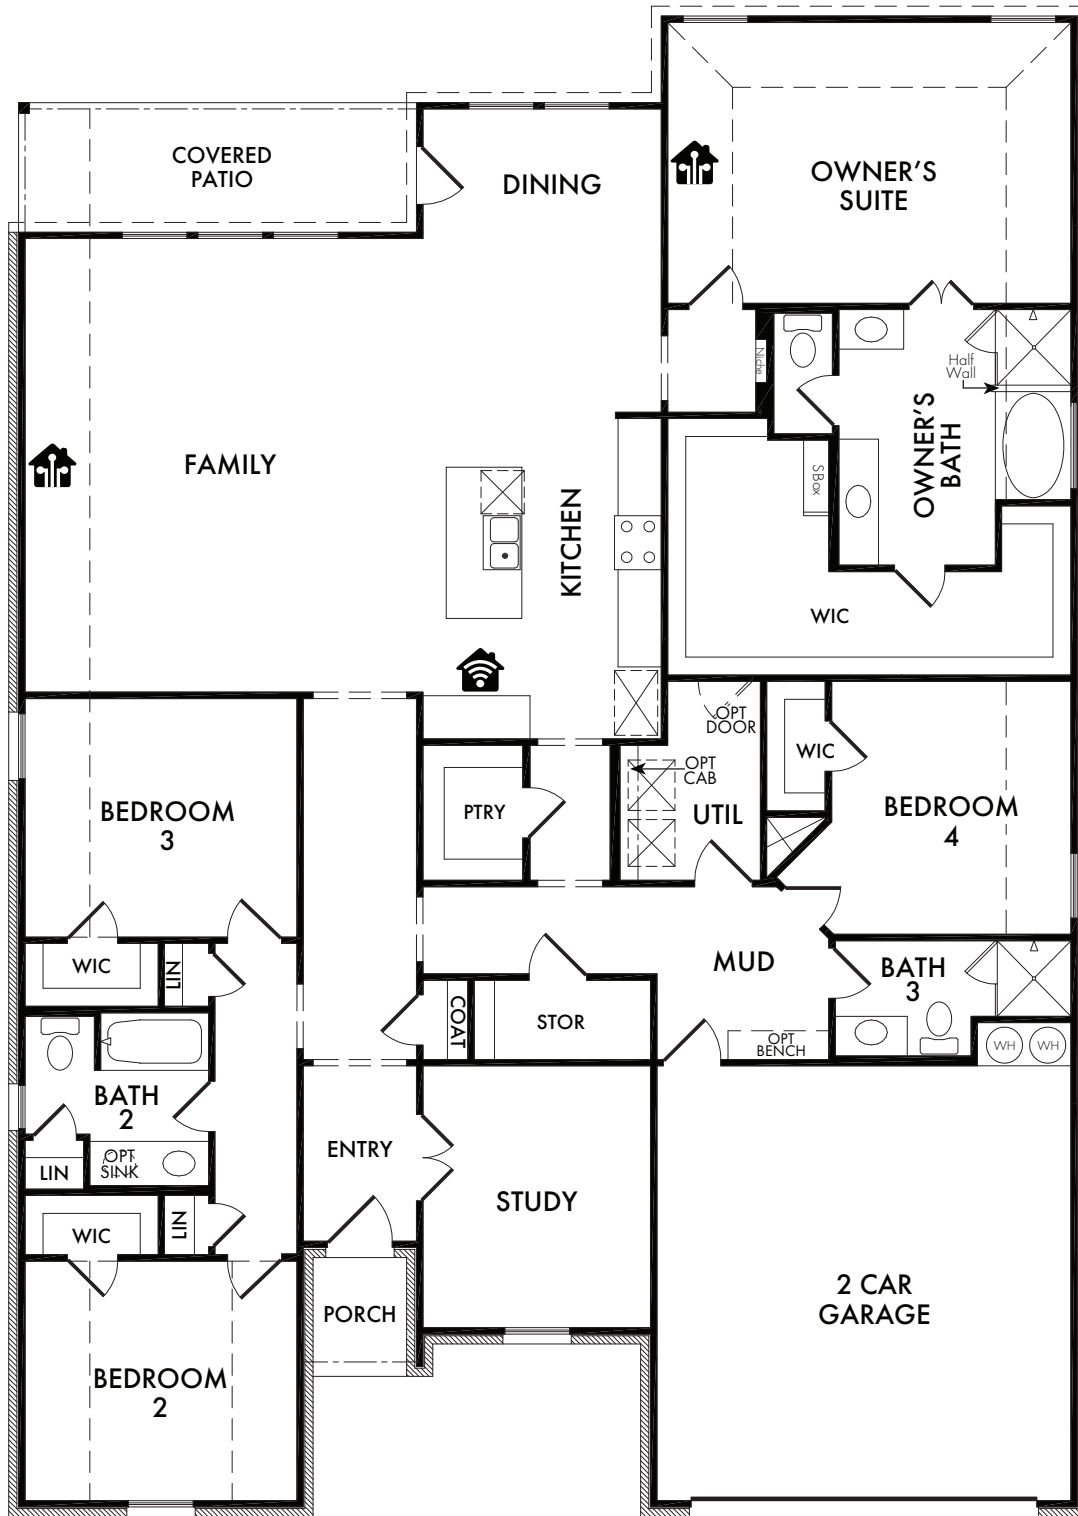 COVERED
PATIO
DINING
OWNER'S
SUITE
Niche
Half
Wall
OWNER'S
BATH
FAMILY
SBox
KITCHEN
WIC
OPT
DOOR
WIC
OPT
CAB
BEDROOM
3
PTRY
UTIL
BEDROOM
4
WIC
LIN
MUD
BATH
3
COAT
STOR
OPT
BENCH
WH
WH
BATH
2
OPT
SINK
LIN
ENTRY
STUDY
WIC
LIN
2 CAR
GARAGE
PORCH
BEDROOM
2